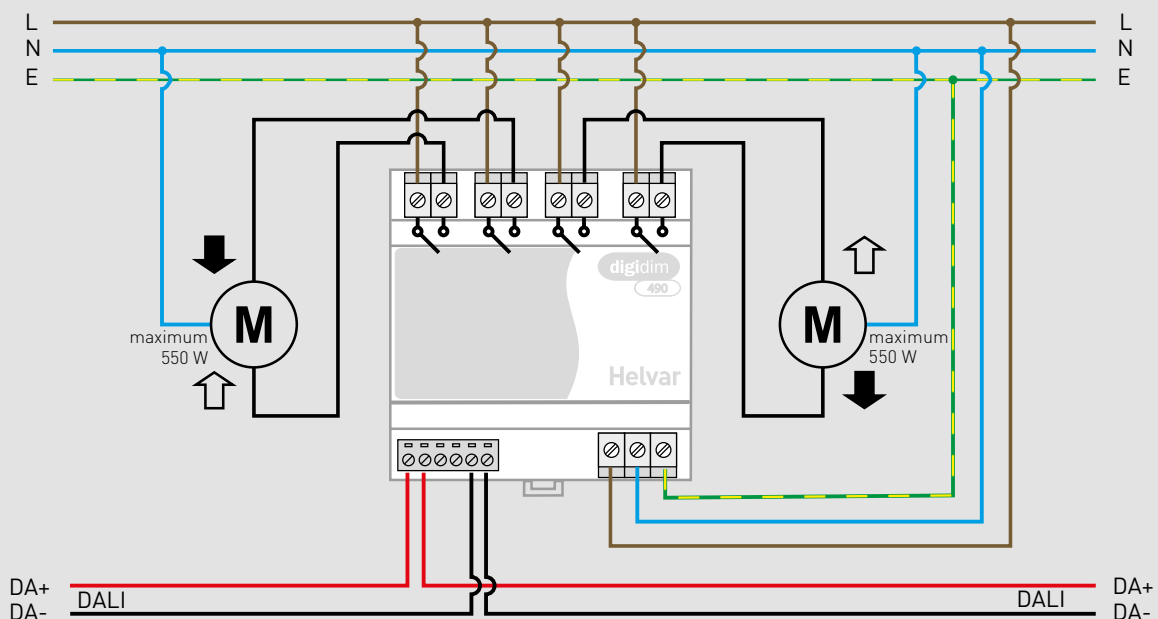 L L
N N
E E
digidim
490
M M
maximum
550 W
maximum
550 W
Helvar
DA+ DA+
DALI DALI
DA- DA-